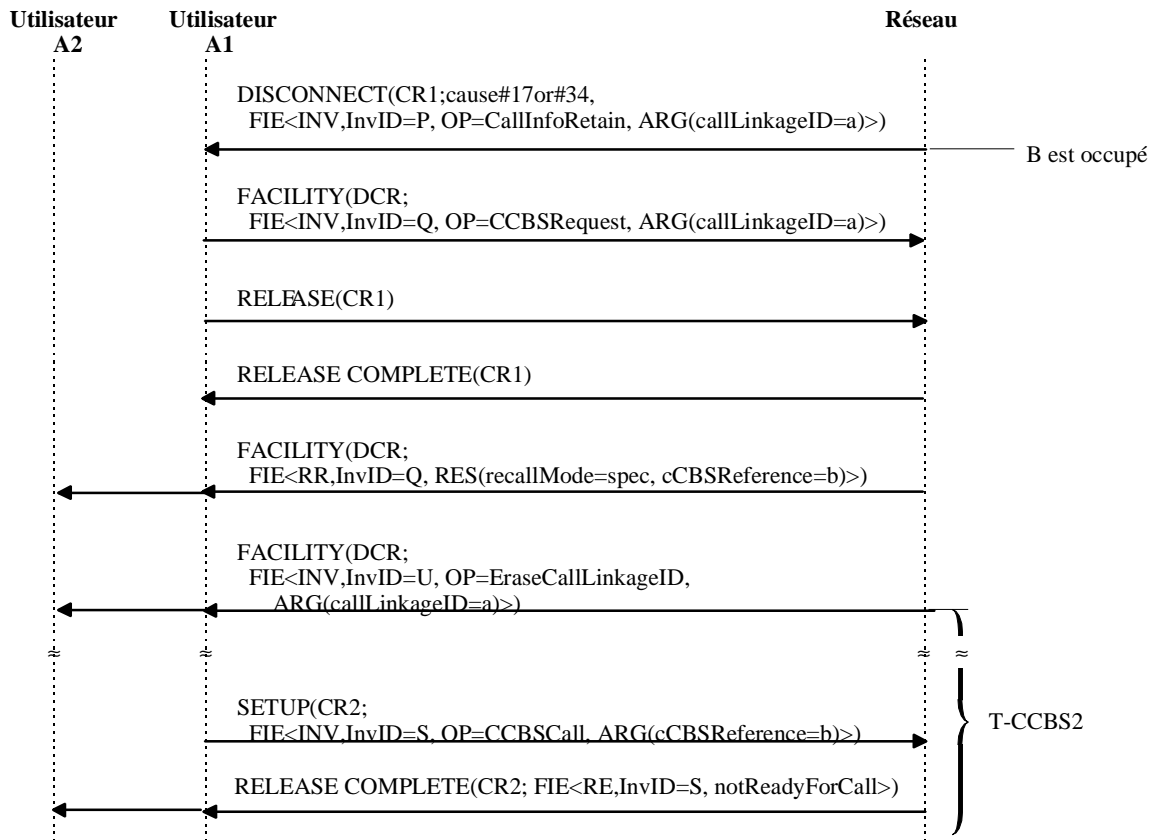 Utilisateur A2
Utilisateur A1
Réseau
DISCONNECT(CR1;cause#17or#34,
FIE<INV,InvID=P, OP=CallInfoRetain, ARG(callLinkageID=a)>)
B est occupé
FACILITY(DCR;
FIE<INV,InvID=Q, OP=CCBSRequest, ARG(callLinkageID=a)>)
RELEASE(CR1)
RELEASE COMPLETE(CR1)
FACILITY(DCR;
FIE<RR,InvID=Q, RES(recallMode=spec, cCBSReference=b)>)
FACILITY(DCR;
FIE<INV,InvID=U, OP=EraseCallLinkageID,
ARG(callLinkageID=a)>)
≈ ≈ ≈ ≈
SETUP(CR2;
FIE<INV,InvID=S, OP=CCBSCall, ARG(cCBSReference=b)>)
T-CCBS2
RELEASE COMPLETE(CR2; FIE<RE,InvID=S, notReadyForCall>)